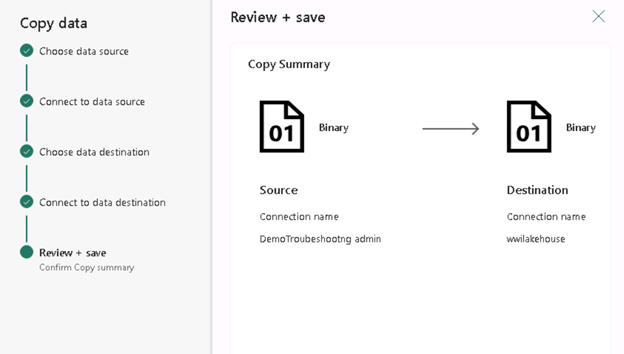 Copy data
Choose data source
Connect to data source
Choose data destination
Connect to data destination
Review + save
Confirm Copy summary
Review + save
Copy Summary
01 Binary
01 Binary
Source
Connection name
DemoTroubeshootng admin
Destination
Connection name
wwilakehouse